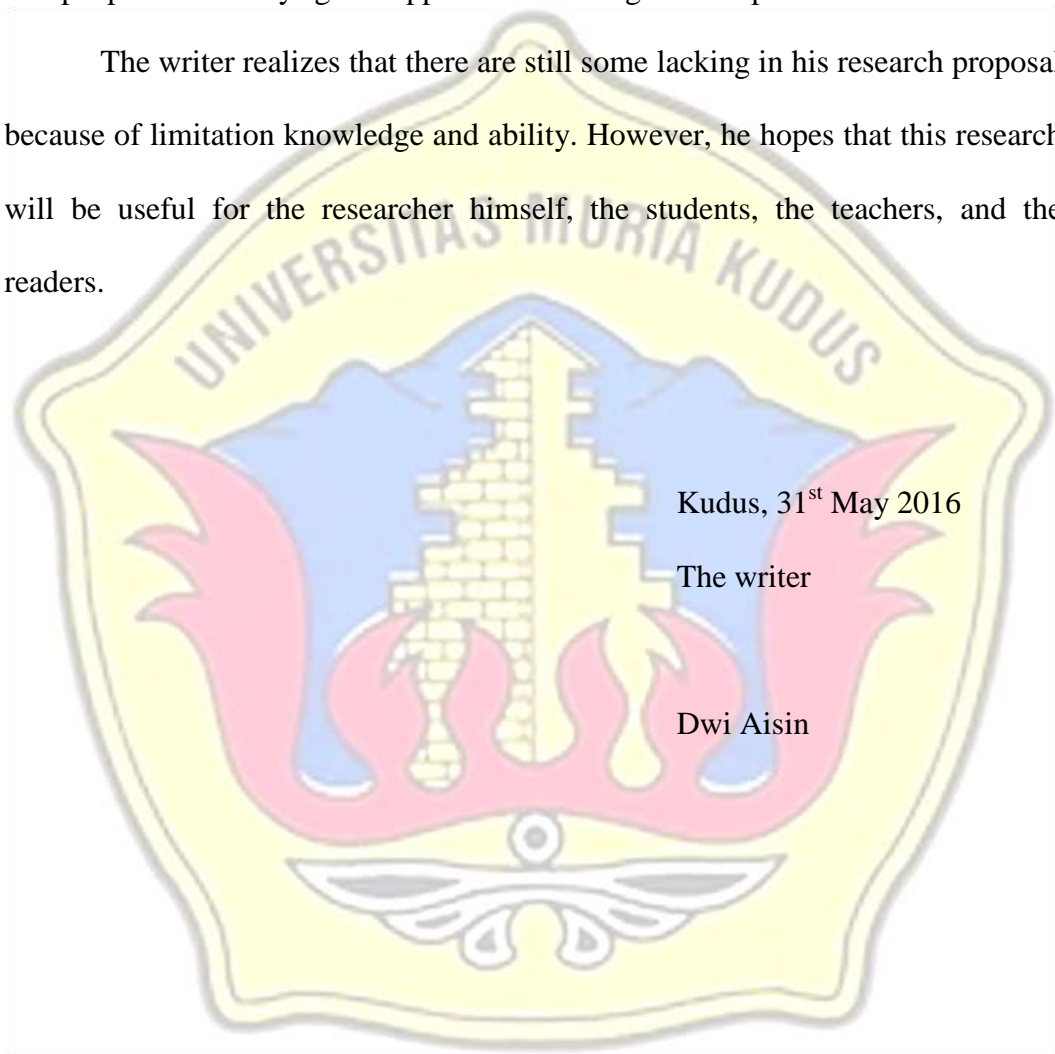 The writer realizes that there are still some lacking in his research proposal
because of limitation knowledge and ability. However, he hopes that this research
will be useful for the researcher himself, the students, the teachers, and the
readers.
UNIVERSITAS MURIA KUDUS
Kudus, 31st May 2016
The writer
Dwi Aisin